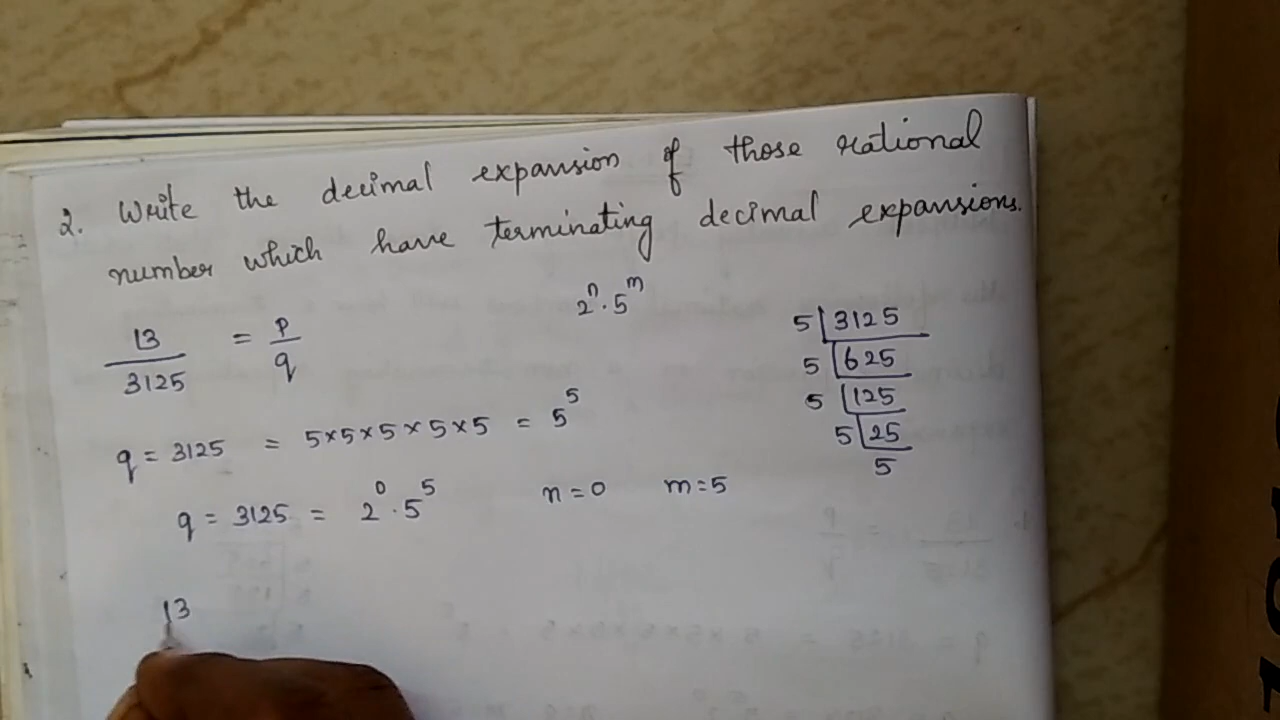 2. Write the decimal expansion of those rational
number which have terminating decimal expansions.
2^n . 5^m
13/3125 = p/q
5 | 3125
5 | 625
5 | 125
5 | 25
5
q = 3125 = 5×5×5×5×5 = 5^5
q = 3125 = 2^0 . 5^5 n=0 m=5
13